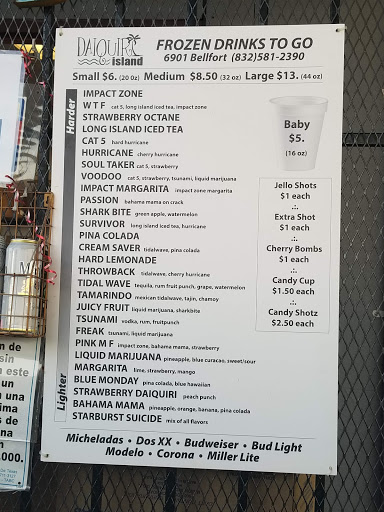 DAIQUIRI
island
FROZEN DRINKS TO GO
6901 Bellfort (832)581-2390
Small $6. (20 oz) Medium $8.50 (32 oz) Large $13. (44 oz)
Harder
IMPACT ZONE
W T F cat 5, long island iced tea, impact zone
STRAWBERRY OCTANE
LONG ISLAND ICED TEA
CAT 5 hard hurricane
HURRICANE cherry hurricane
SOUL TAKER cat 5, strawberry
VOODOO cat 5, strawberry, tsunami, liquid marijuana
IMPACT MARGARITA impact zone margarita
PASSION bahama mama on crack
SHARK BITE green apple, watermelon
SURVIVOR long island iced tea, hurricane
PINA COLADA
CREAM SAVER tidalwave, pina colada
HARD LEMONADE
THROWBACK tidalwave, cherry hurricane
TIDAL WAVE tequila, rum fruit punch, grape, watermelon
TAMARINDO mexican tidalwave, tajin, chamoy
JUICY FRUIT liquid marijuana, sharkbite
TSUNAMI vodka, rum, fruitpunch
FREAK tsunami, liquid marijuana
PINK M F impact zone, bahama mama, strawberry
LIQUID MARIJUANA pineapple, blue curacao, sweet/sour
MARGARITA lime, strawberry, mango
BLUE MONDAY pina colada, blue hawaiian
STRAWBERRY DAIQUIRI peach punch
BAHAMA MAMA pineapple, orange, banana, pina colada
STARBURST SUICIDE mix of all flavors
Lighter
Baby
$5.
(16 oz)
Jello Shots
$1 each
.:.
Extra Shot
$1 each
.:.
Cherry Bombs
$1 each
.:.
Candy Cup
$1.50 each
.:.
Candy Shotz
$2.50 each
Micheladas • Dos XX • Budweiser • Bud Light
Modelo • Corona • Miller Lite
n de
sin
este
un
una
ima
s de
una
n
.000.